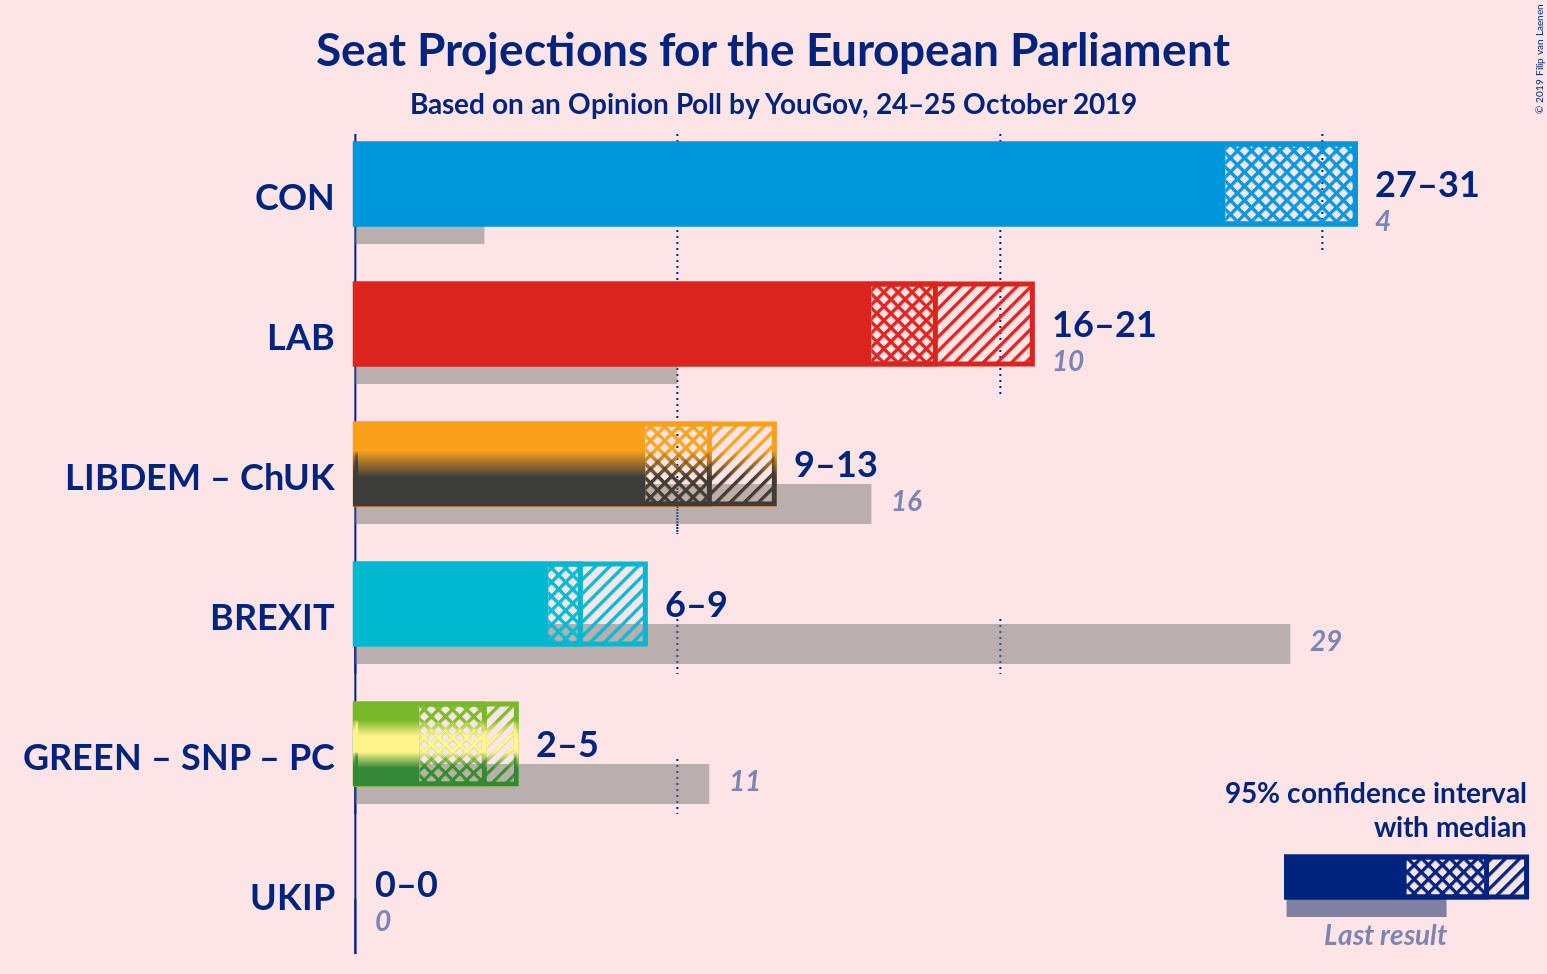 Seat Projections for the European Parliament
Based on an Opinion Poll by YouGov, 24–25 October 2019
© 2019 Filip van Laenen
CON
27–31
4
LAB
16–21
10
LIBDEM – ChUK
9–13
16
BREXIT
6–9
29
GREEN – SNP – PC
2–5
11
UKIP
0–0
0
95% confidence interval
with median
Last result